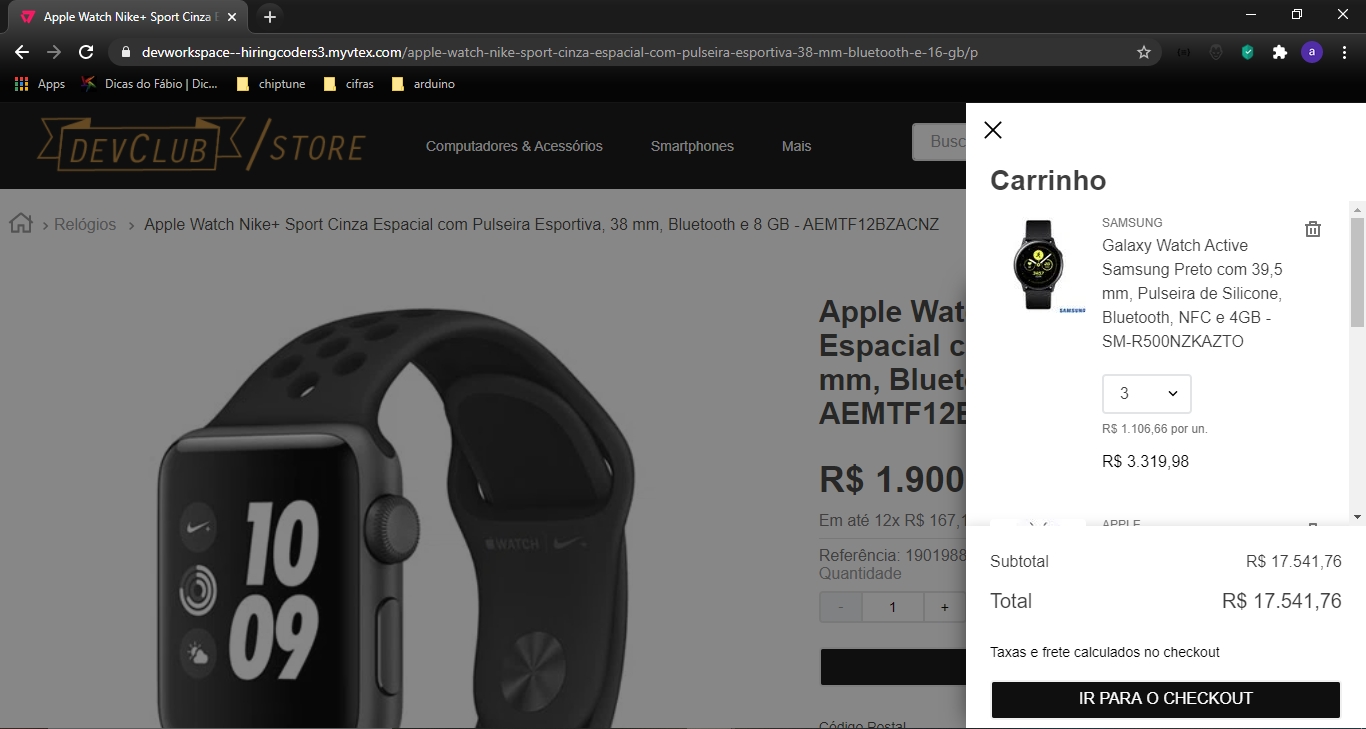 Apple Watch Nike+ Sport Cinza E
devworkspace--hiringcoders3.myvtex.com/apple-watch-nike-sport-cinza-espacial-com-pulseira-esportiva-38-mm-bluetooth-e-16-gb/p
a
Apps
Dicas do Fábio | Dic...
chiptune
cifras
arduino
DEVCLUB/STORE
Computadores & Acessórios
Smartphones
Mais
Busc
Relógios
Apple Watch Nike+ Sport Cinza Espacial com Pulseira Esportiva, 38 mm, Bluetooth e 8 GB - AEMTF12BZACNZ
10
09
WATCH
Apple Wat
Espacial c
mm, Bluet
AEMTF12B
R$ 1.900
Em até 12x R$ 167,1
Referência: 1901988
Quantidade
- 1 +
Código Postal
Carrinho
SAMSUNG
Galaxy Watch Active
Samsung Preto com 39,5
mm, Pulseira de Silicone,
Bluetooth, NFC e 4GB -
SM-R500NZKAZTO
SAMSUNG
3
R$ 1.106,66 por un.
R$ 3.319,98
APPLE
Subtotal R$ 17.541,76
Total R$ 17.541,76
Taxas e frete calculados no checkout
IR PARA O CHECKOUT